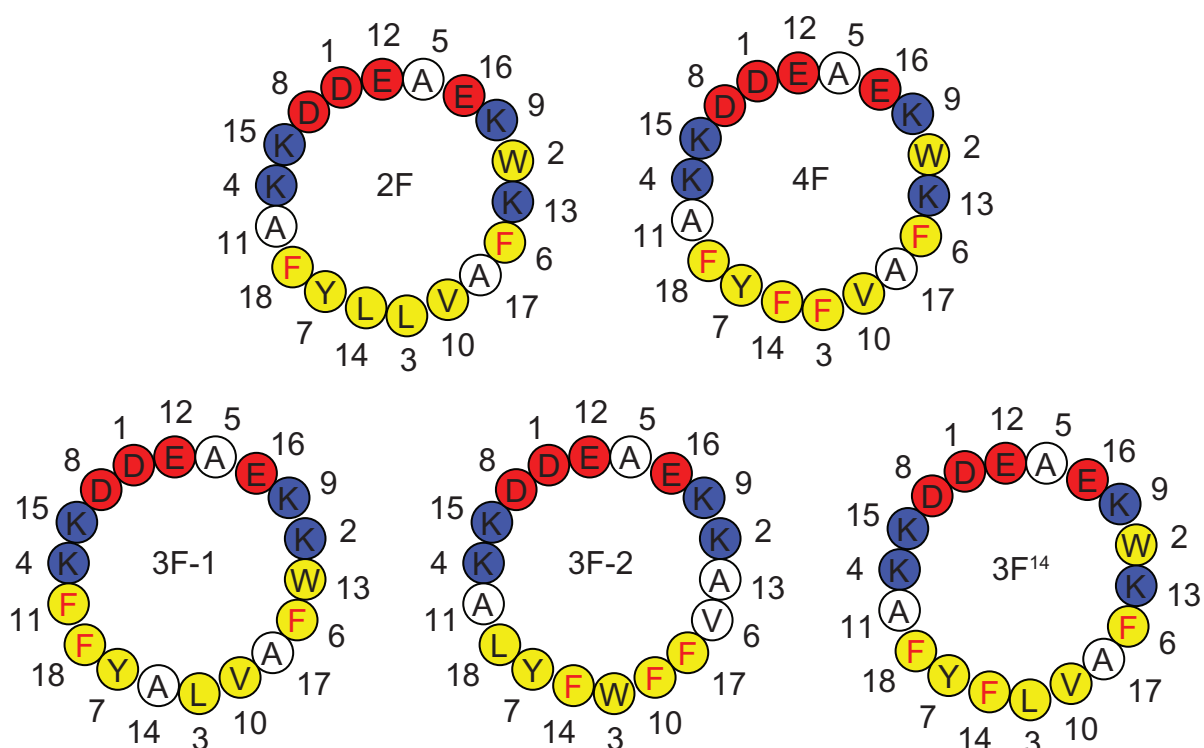 8 1 12 5 16 9 2 13 6 17 10 3 14 7 18 11 4 15
D D E A E K W K F A V L L Y F A K K
2F
8 1 12 5 16 9 2 13 6 17 10 3 14 7 18 11 4 15
D D E A E K W K F A V F F Y F A K K
4F
8 1 12 5 16 9 2 13 6 17 10 3 14 7 18 11 4 15
D D E A E K K W F A V L A Y F F K K
3F-1
8 1 12 5 16 9 2 13 6 17 10 3 14 7 18 11 4 15
D D E A E K K A V F F W F Y L A K K
3F-2
8 1 12 5 16 9 2 13 6 17 10 3 14 7 18 11 4 15
D D E A E K W K F A V L F Y F A K K
3F¹⁴